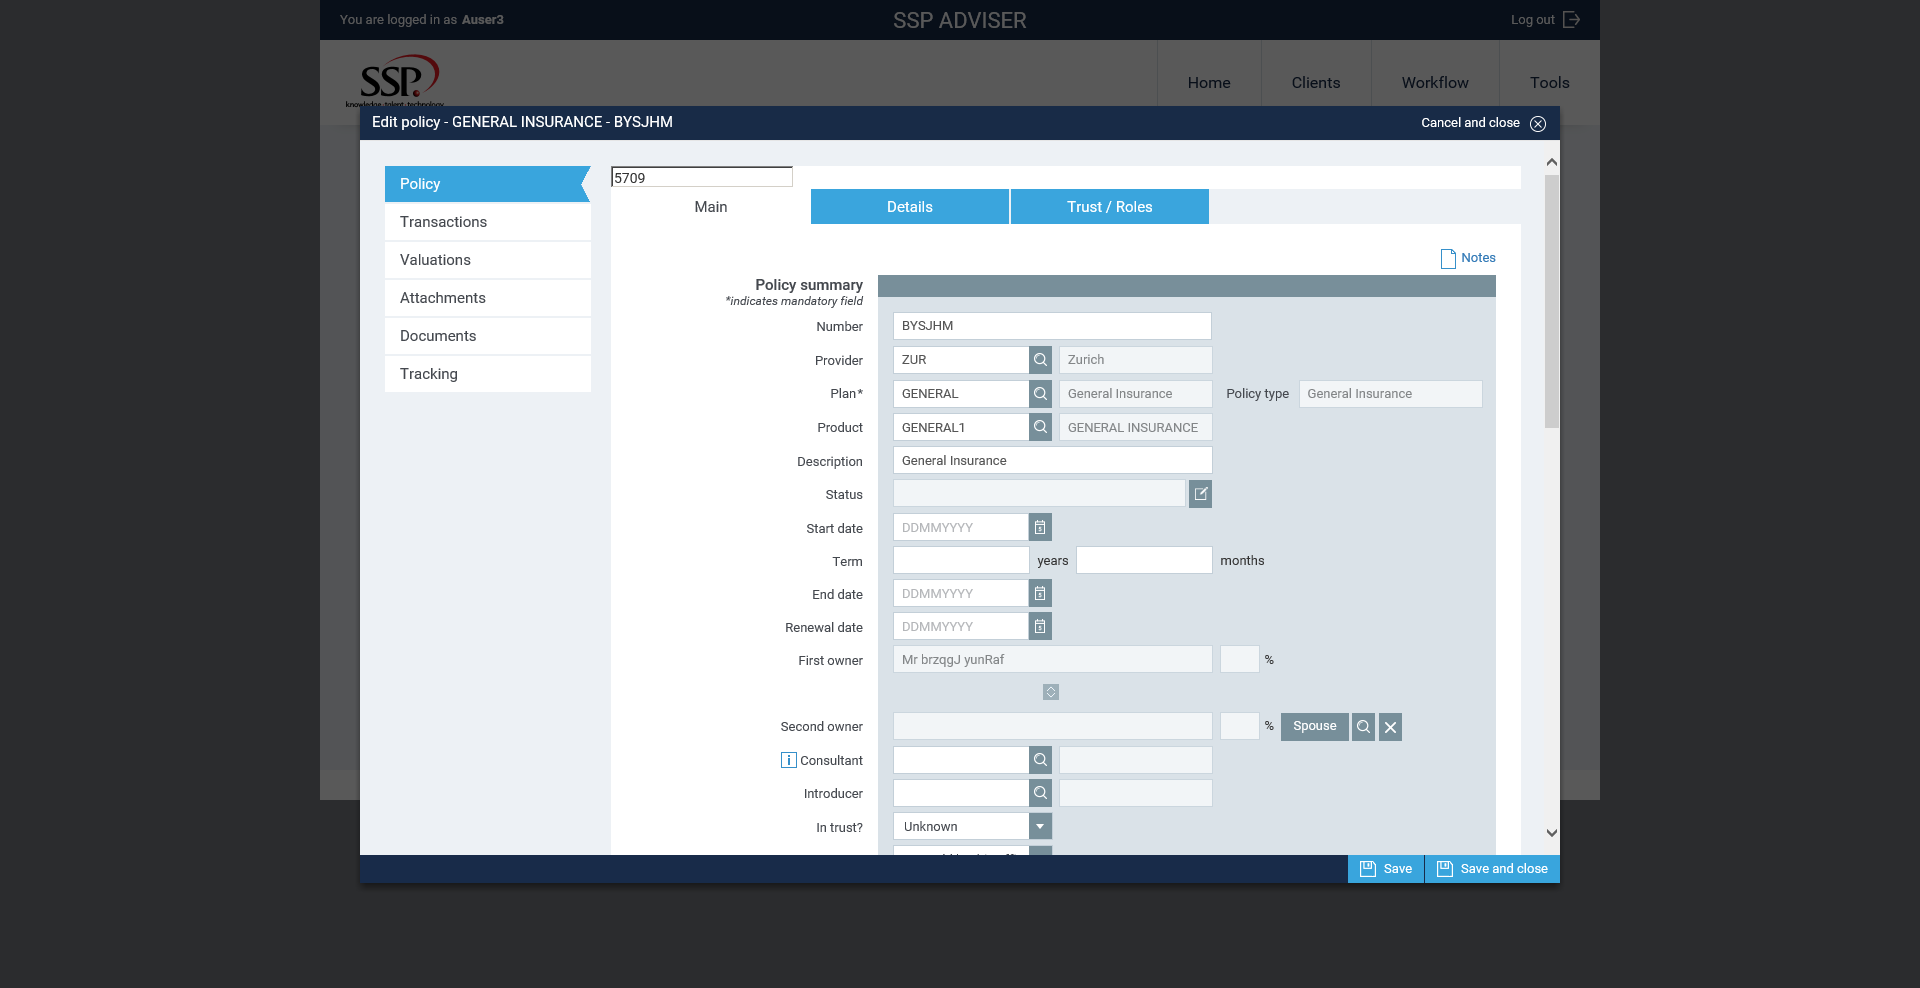 You are logged in as Auser3
SSP ADVISER
Log out
SSP.
knowledge. talent. technology.
Home
Clients
Workflow
Tools
Edit policy - GENERAL INSURANCE - BYSJHM
Cancel and close
Policy
Transactions
Valuations
Attachments
Documents
Tracking
5709
Main
Details
Trust / Roles
Notes
Policy summary
*indicates mandatory field
Number BYSJHM
Provider ZUR Zurich
Plan* GENERAL General Insurance Policy type General Insurance
Product GENERAL1 GENERAL INSURANCE
Description General Insurance
Status
Start date DDMMYYYY
Term years months
End date DDMMYYYY
Renewal date DDMMYYYY
First owner Mr brzqgJ yunRaf %
Second owner % Spouse
i Consultant
Introducer
In trust? Unknown
Save
Save and close